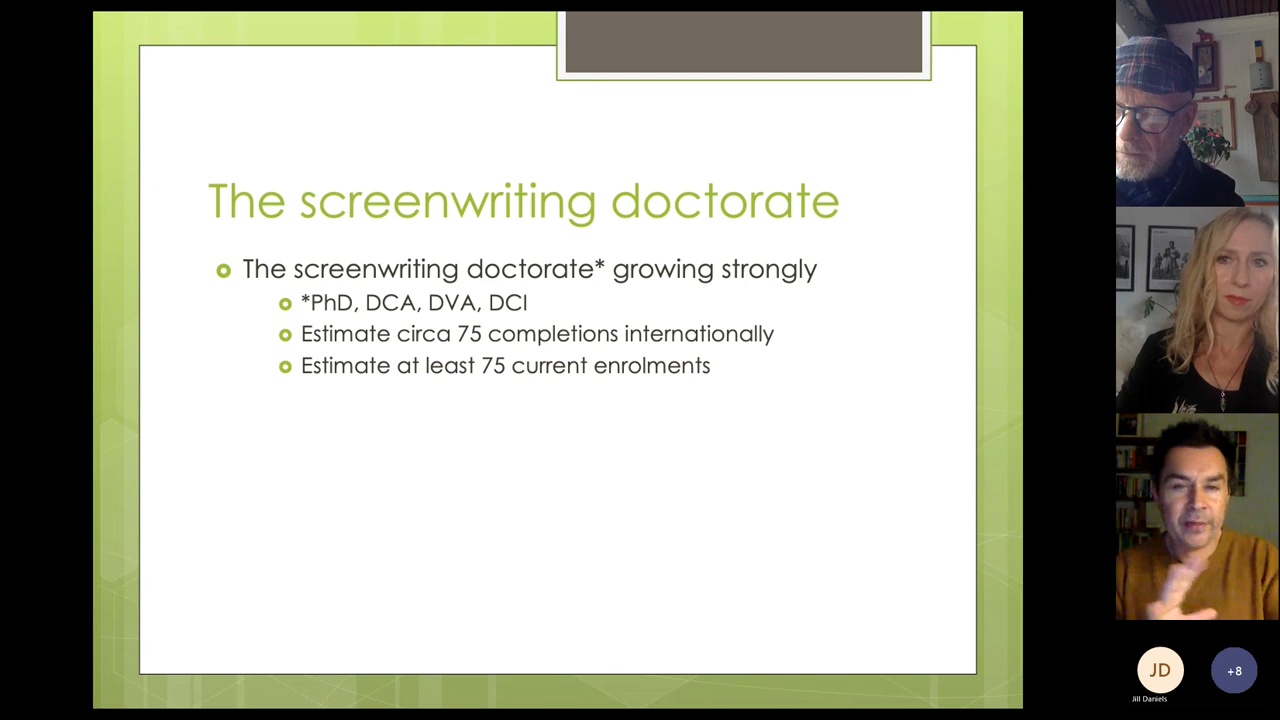 The screenwriting doctorate
The screenwriting doctorate* growing strongly
*PhD, DCA, DVA, DCI
Estimate circa 75 completions internationally
Estimate at least 75 current enrolments
JD
+8
Jill Daniels